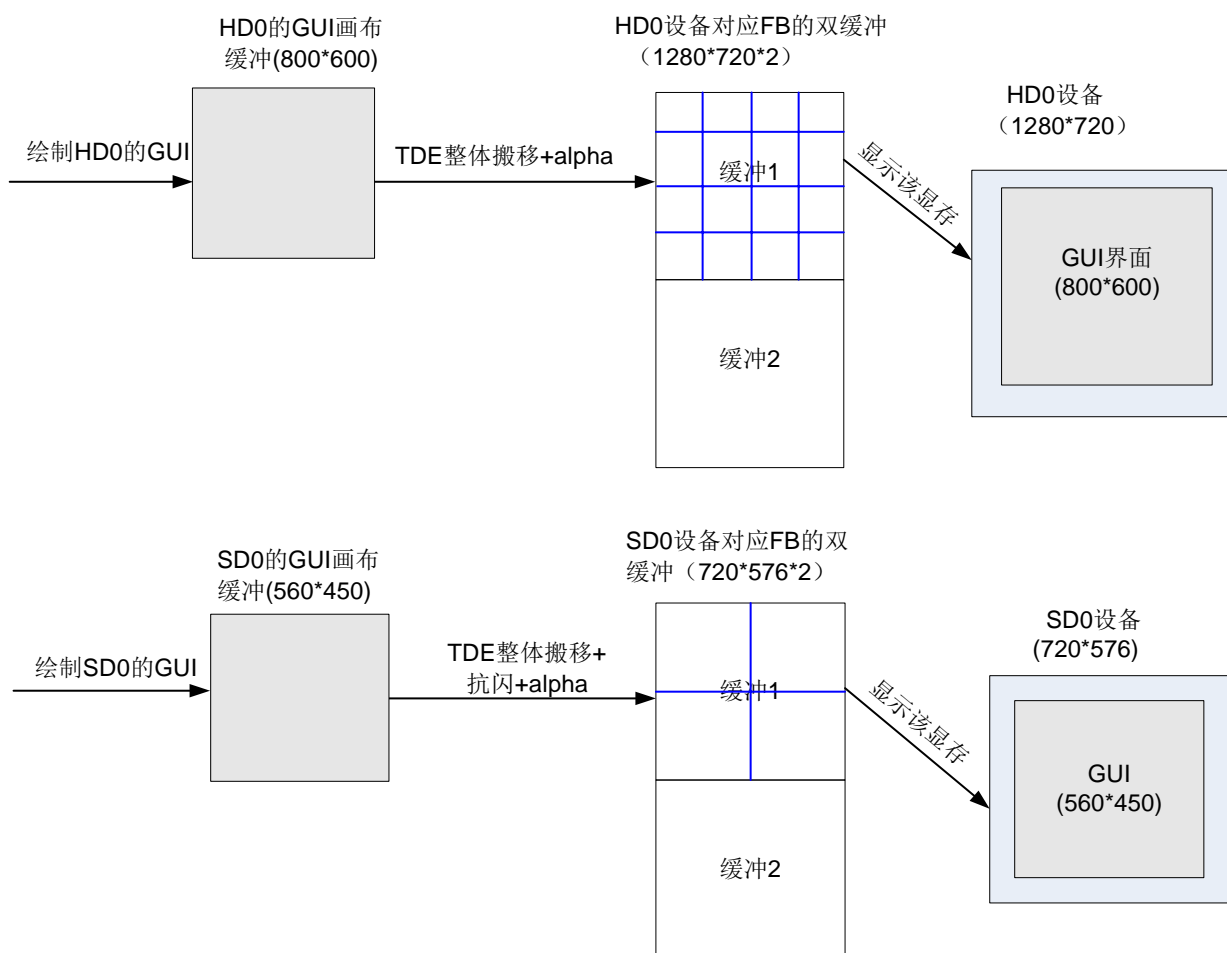 HD0的GUI画布
缓冲(800*600)
HD0设备对应FB的双缓冲
（1280*720*2）
HD0设备
（1280*720）
绘制HD0的GUI
TDE整体搬移+alpha
缓冲1
显示该显存
GUI界面
(800*600)
缓冲2
SD0的GUI画布
缓冲(560*450)
SD0设备对应FB的双
缓冲（720*576*2）
SD0设备
(720*576)
绘制SD0的GUI
TDE整体搬移+
抗闪+alpha
缓冲1
显示该显存
GUI
(560*450)
缓冲2